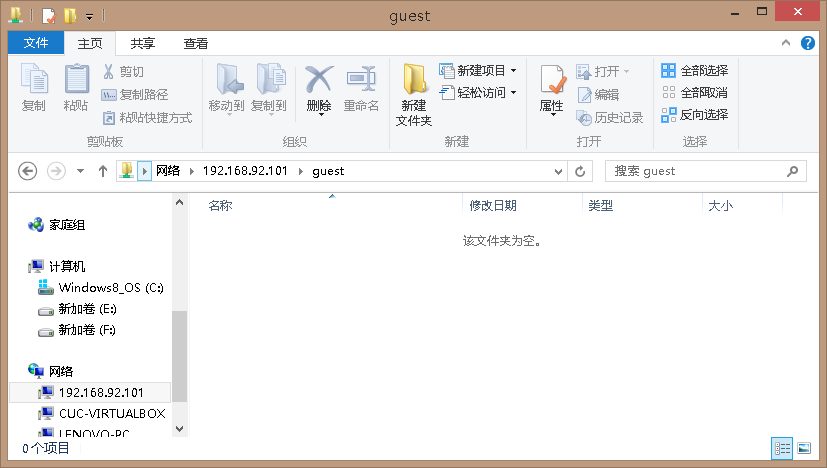 guest
文件 主页 共享 查看
复制 粘贴 剪切 复制路径 粘贴快捷方式 移动到 复制到 删除 重命名 新建文件夹 新建项目 轻松访问 属性 打开 编辑 历史记录 全部选择 全部取消 反向选择
剪贴板 组织 新建 打开 选择
网络 192.168.92.101 guest 搜索 guest
名称 修改日期 类型 大小
该文件夹为空。
家庭组
计算机
Windows8_OS (C:)
新加卷 (E:)
新加卷 (F:)
网络
192.168.92.101
CUC-VIRTUALBOX
LENOVO-PC
0 个项目